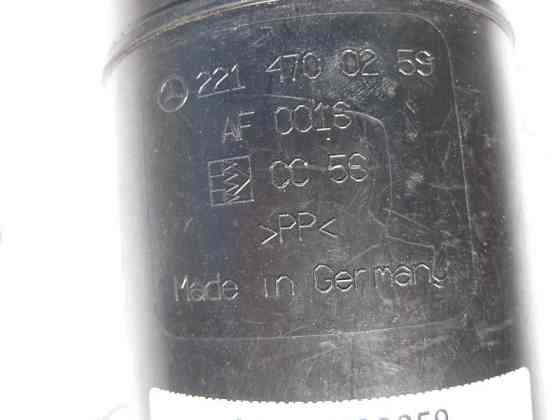 221 470 02 59
AF 0016
CC 56
>PP<
Made in Germany